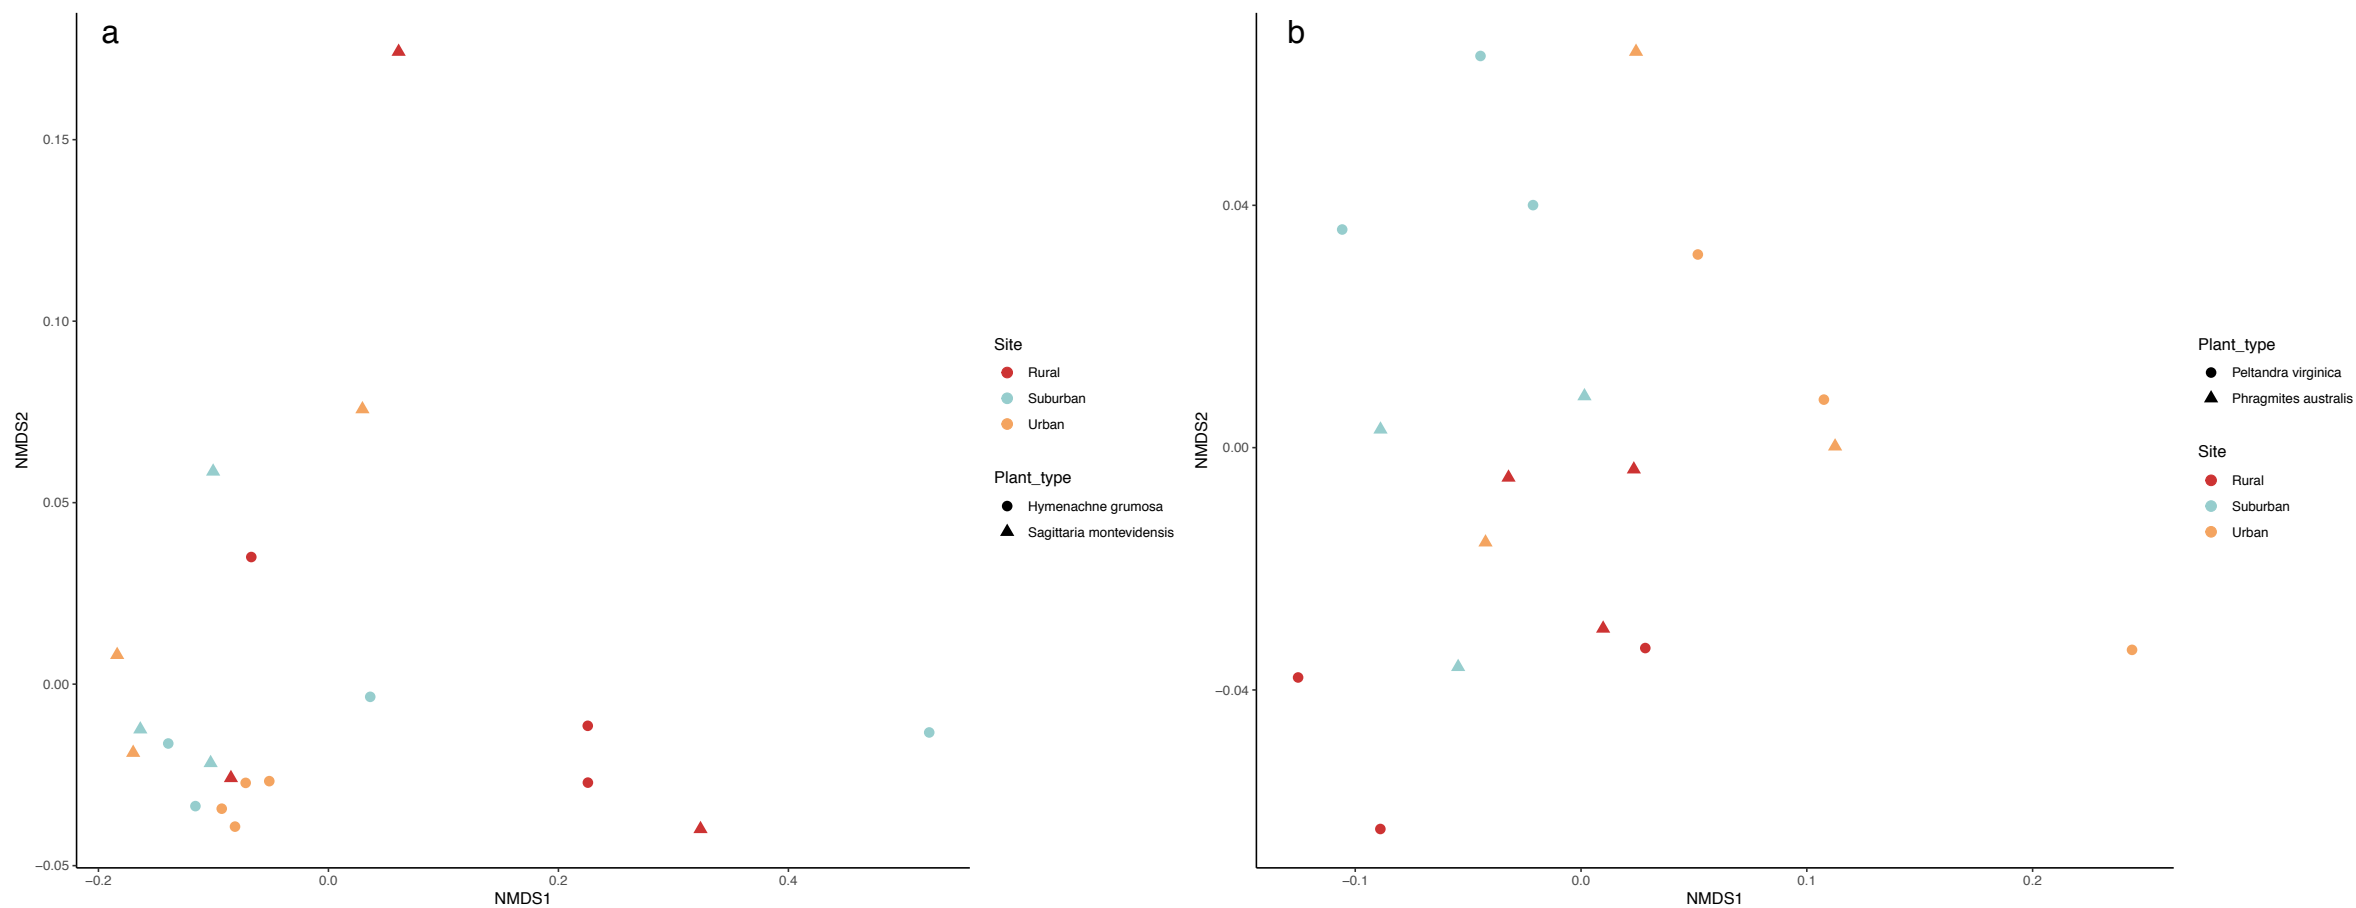 a
0.15
0.10
0.05
0.00
−0.05
−0.2
0.0
0.2
0.4
NMDS1
NMDS2
Site
Rural
Suburban
Urban
Plant_type
Hymenachne grumosa
Sagittaria montevidensis
b
0.04
0.00
−0.04
−0.1
0.0
0.1
0.2
NMDS1
NMDS2
Plant_type
Peltandra virginica
Phragmites australis
Site
Rural
Suburban
Urban